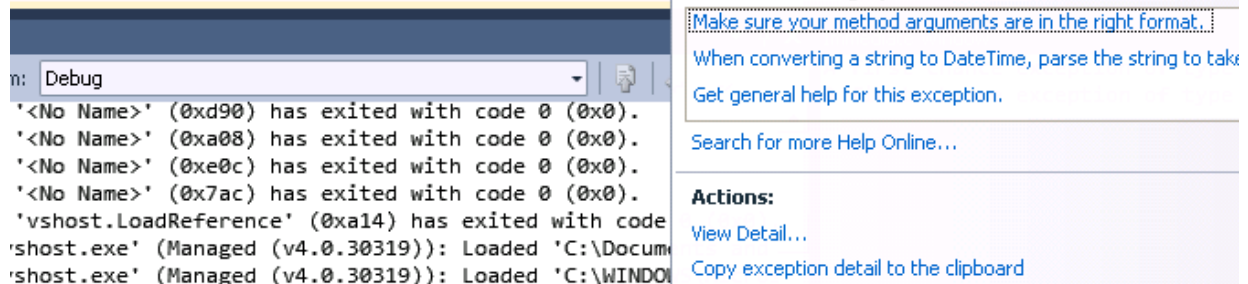 m: Debug
'<No Name>' (0xd90) has exited with code 0 (0x0).
'<No Name>' (0xa08) has exited with code 0 (0x0).
'<No Name>' (0xe0c) has exited with code 0 (0x0).
'<No Name>' (0x7ac) has exited with code 0 (0x0).
'vshost.LoadReference' (0xa14) has exited with code
shost.exe' (Managed (v4.0.30319)): Loaded 'C:\Docume
shost.exe' (Managed (v4.0.30319)): Loaded 'C:\WINDOW
Make sure your method arguments are in the right format.
When converting a string to DateTime, parse the string to take
Get general help for this exception.
Search for more Help Online...
Actions:
View Detail...
Copy exception detail to the clipboard